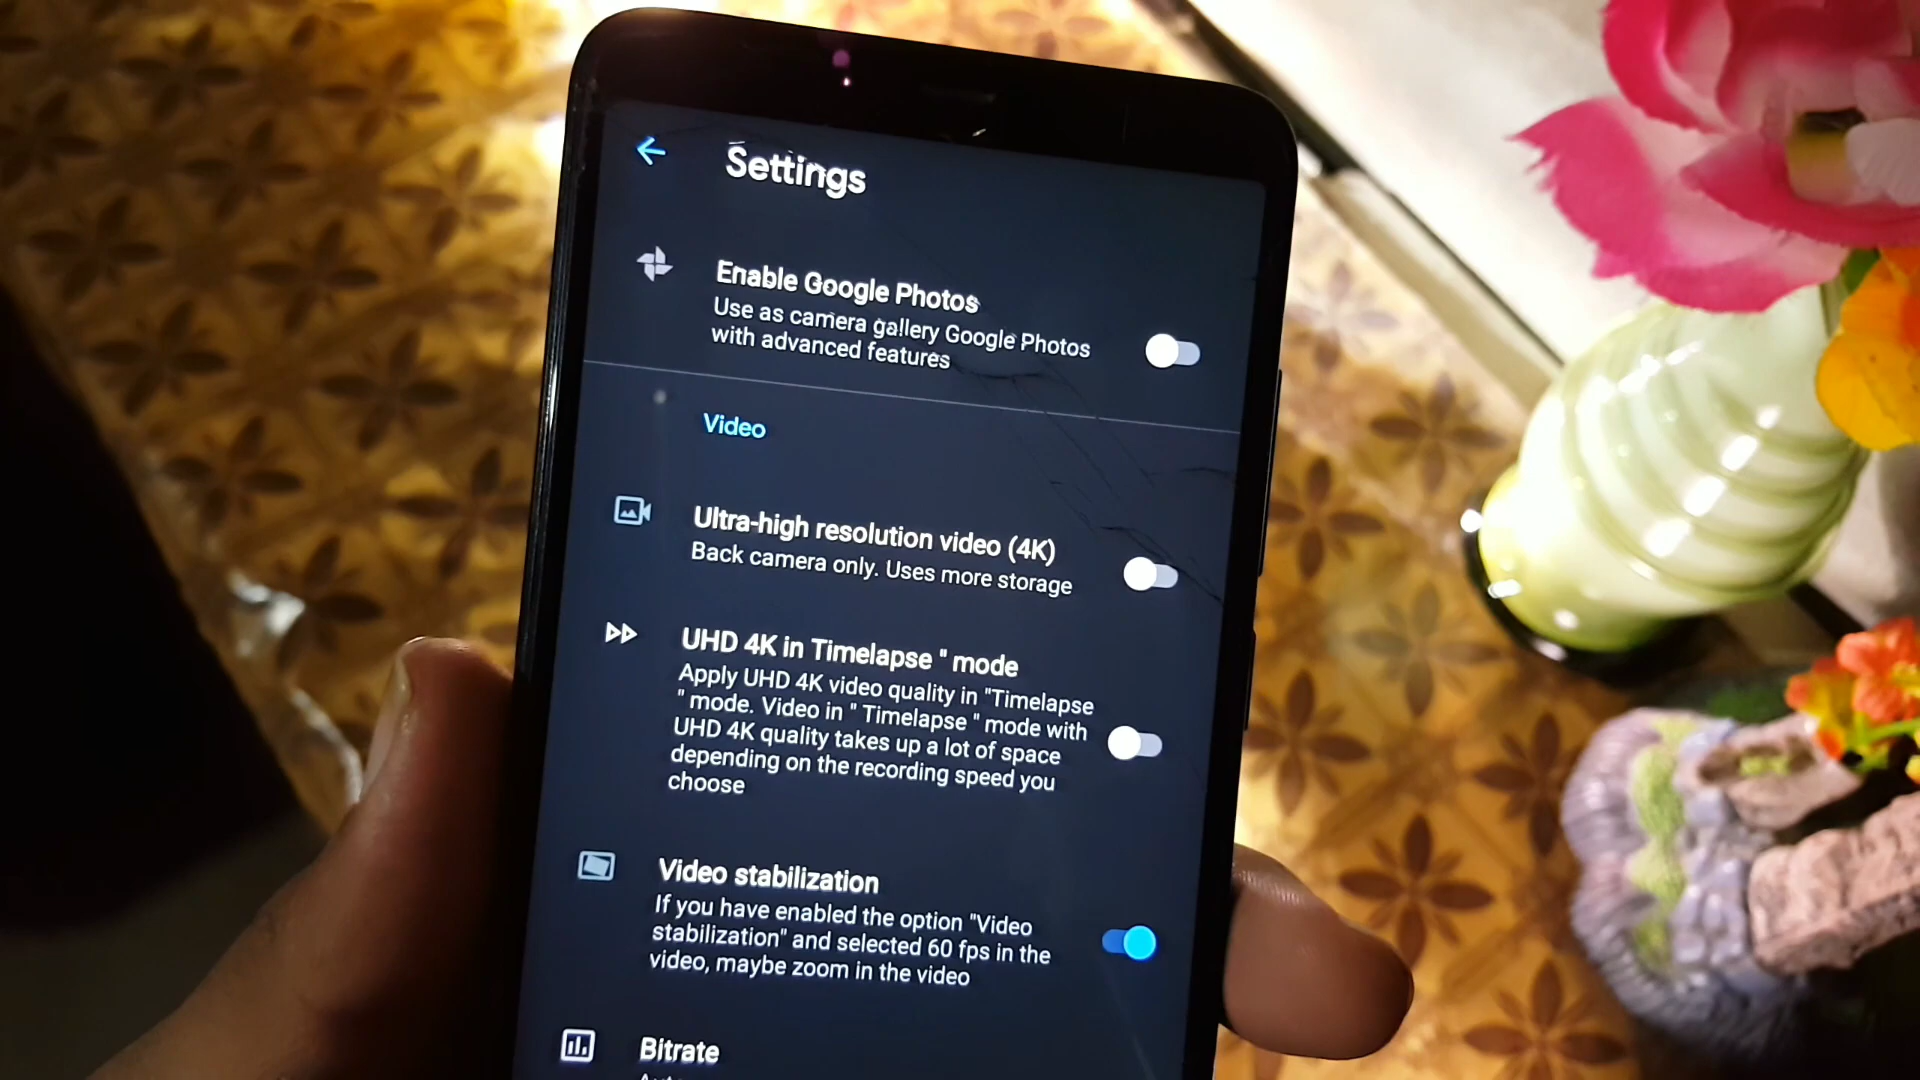 Settings
Enable Google Photos
Use as camera gallery Google Photos
with advanced features
Video
Ultra-high resolution video (4K)
Back camera only. Uses more storage
UHD 4K in Timelapse " mode
Apply UHD 4K video quality in "Timelapse
" mode. Video in " Timelapse " mode with
UHD 4K quality takes up a lot of space
depending on the recording speed you
choose
Video stabilization
If you have enabled the option "Video
stabilization" and selected 60 fps in the
video, maybe zoom in the video
Bitrate